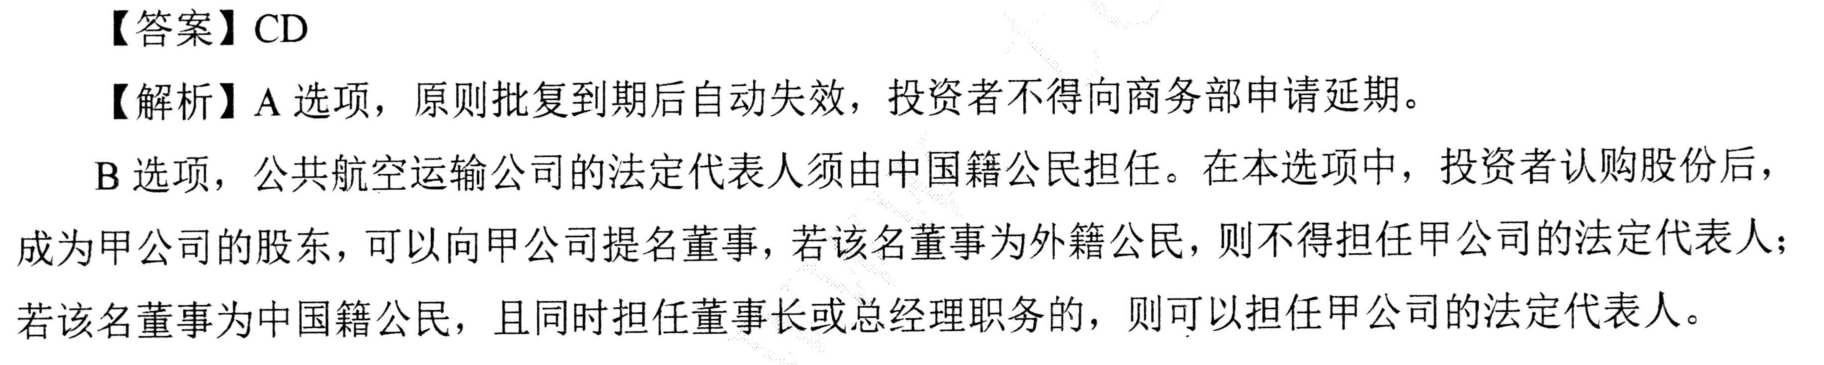 【答案】CD
【解析】A 选项，原则批复到期后自动失效，投资者不得向商务部申请延期。
B 选项，公共航空运输公司的法定代表人须由中国籍公民担任。在本选项中，投资者认购股份后，
成为甲公司的股东，可以向甲公司提名董事，若该名董事为外籍公民，则不得担任甲公司的法定代表人；
若该名董事为中国籍公民，且同时担任董事长或总经理职务的，则可以担任甲公司的法定代表人。